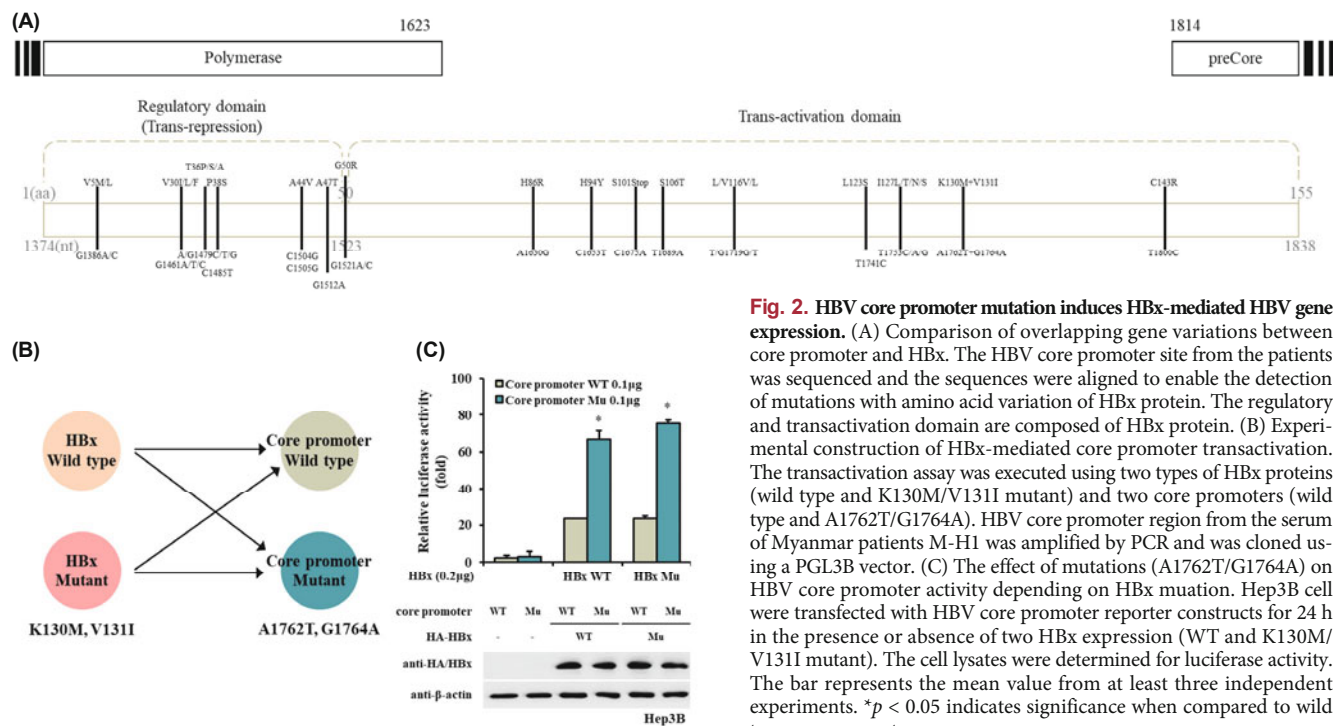 (A)
1623
1814
Polymerase
preCore
Regulatory domain
(Trans-repression)
Trans-activation domain
T36P/S/A
G50R
V5M/L
V30I/L/F
P38S
A44V
A47T
H86R
H94Y
S101Stop
S106T
L/V116V/L
L123S
I127L/T/N/S
K130M+V131I
C143R
1(aa)
50
155
1374(nt)
1523
1838
G1386A/C
A/G1479C/T/G
G1461A/T/C
C1485T
C1504G
C1505G
G1512A
G1521A/C
A1630G
C1653T
C1675A
T1689A
T/G1719G/T
T1741C
T1753C/A/G
A1762T+G1764A
T1800C
(B)
HBx
Wild type
Core promoter
Wild type
HBx
Mutant
Core promoter
Mutant
K130M, V131I
A1762T, G1764A
(C)
Relative luciferase activity
(fold)
100
80
60
40
20
0
Core promoter WT 0.1μg
Core promoter Mu 0.1μg
*
*
HBx (0.2μg)
HBx WT
HBx Mu
core promoter WT Mu WT Mu WT Mu
HA-HBx - - WT Mu
anti-HA/HBx
anti-β-actin
Hep3B
Fig. 2. HBV core promoter mutation induces HBx-mediated HBV gene
expression. (A) Comparison of overlapping gene variations between
core promoter and HBx. The HBV core promoter site from the patients
was sequenced and the sequences were aligned to enable the detection
of mutations with amino acid variation of HBx protein. The regulatory
and transactivation domain are composed of HBx protein. (B) Experi-
mental construction of HBx-mediated core promoter transactivation.
The transactivation assay was executed using two types of HBx proteins
(wild type and K130M/V131I mutant) and two core promoters (wild
type and A1762T/G1764A). HBV core promoter region from the serum
of Myanmar patients M-H1 was amplified by PCR and was cloned us-
ing a PGL3B vector. (C) The effect of mutations (A1762T/G1764A) on
HBV core promoter activity depending on HBx muation. Hep3B cell
were transfected with HBV core promoter reporter constructs for 24 h
in the presence or absence of two HBx expression (WT and K130M/
V131I mutant). The cell lysates were determined for luciferase activity.
The bar represents the mean value from at least three independent
experiments. *p < 0.05 indicates significance when compared to wild